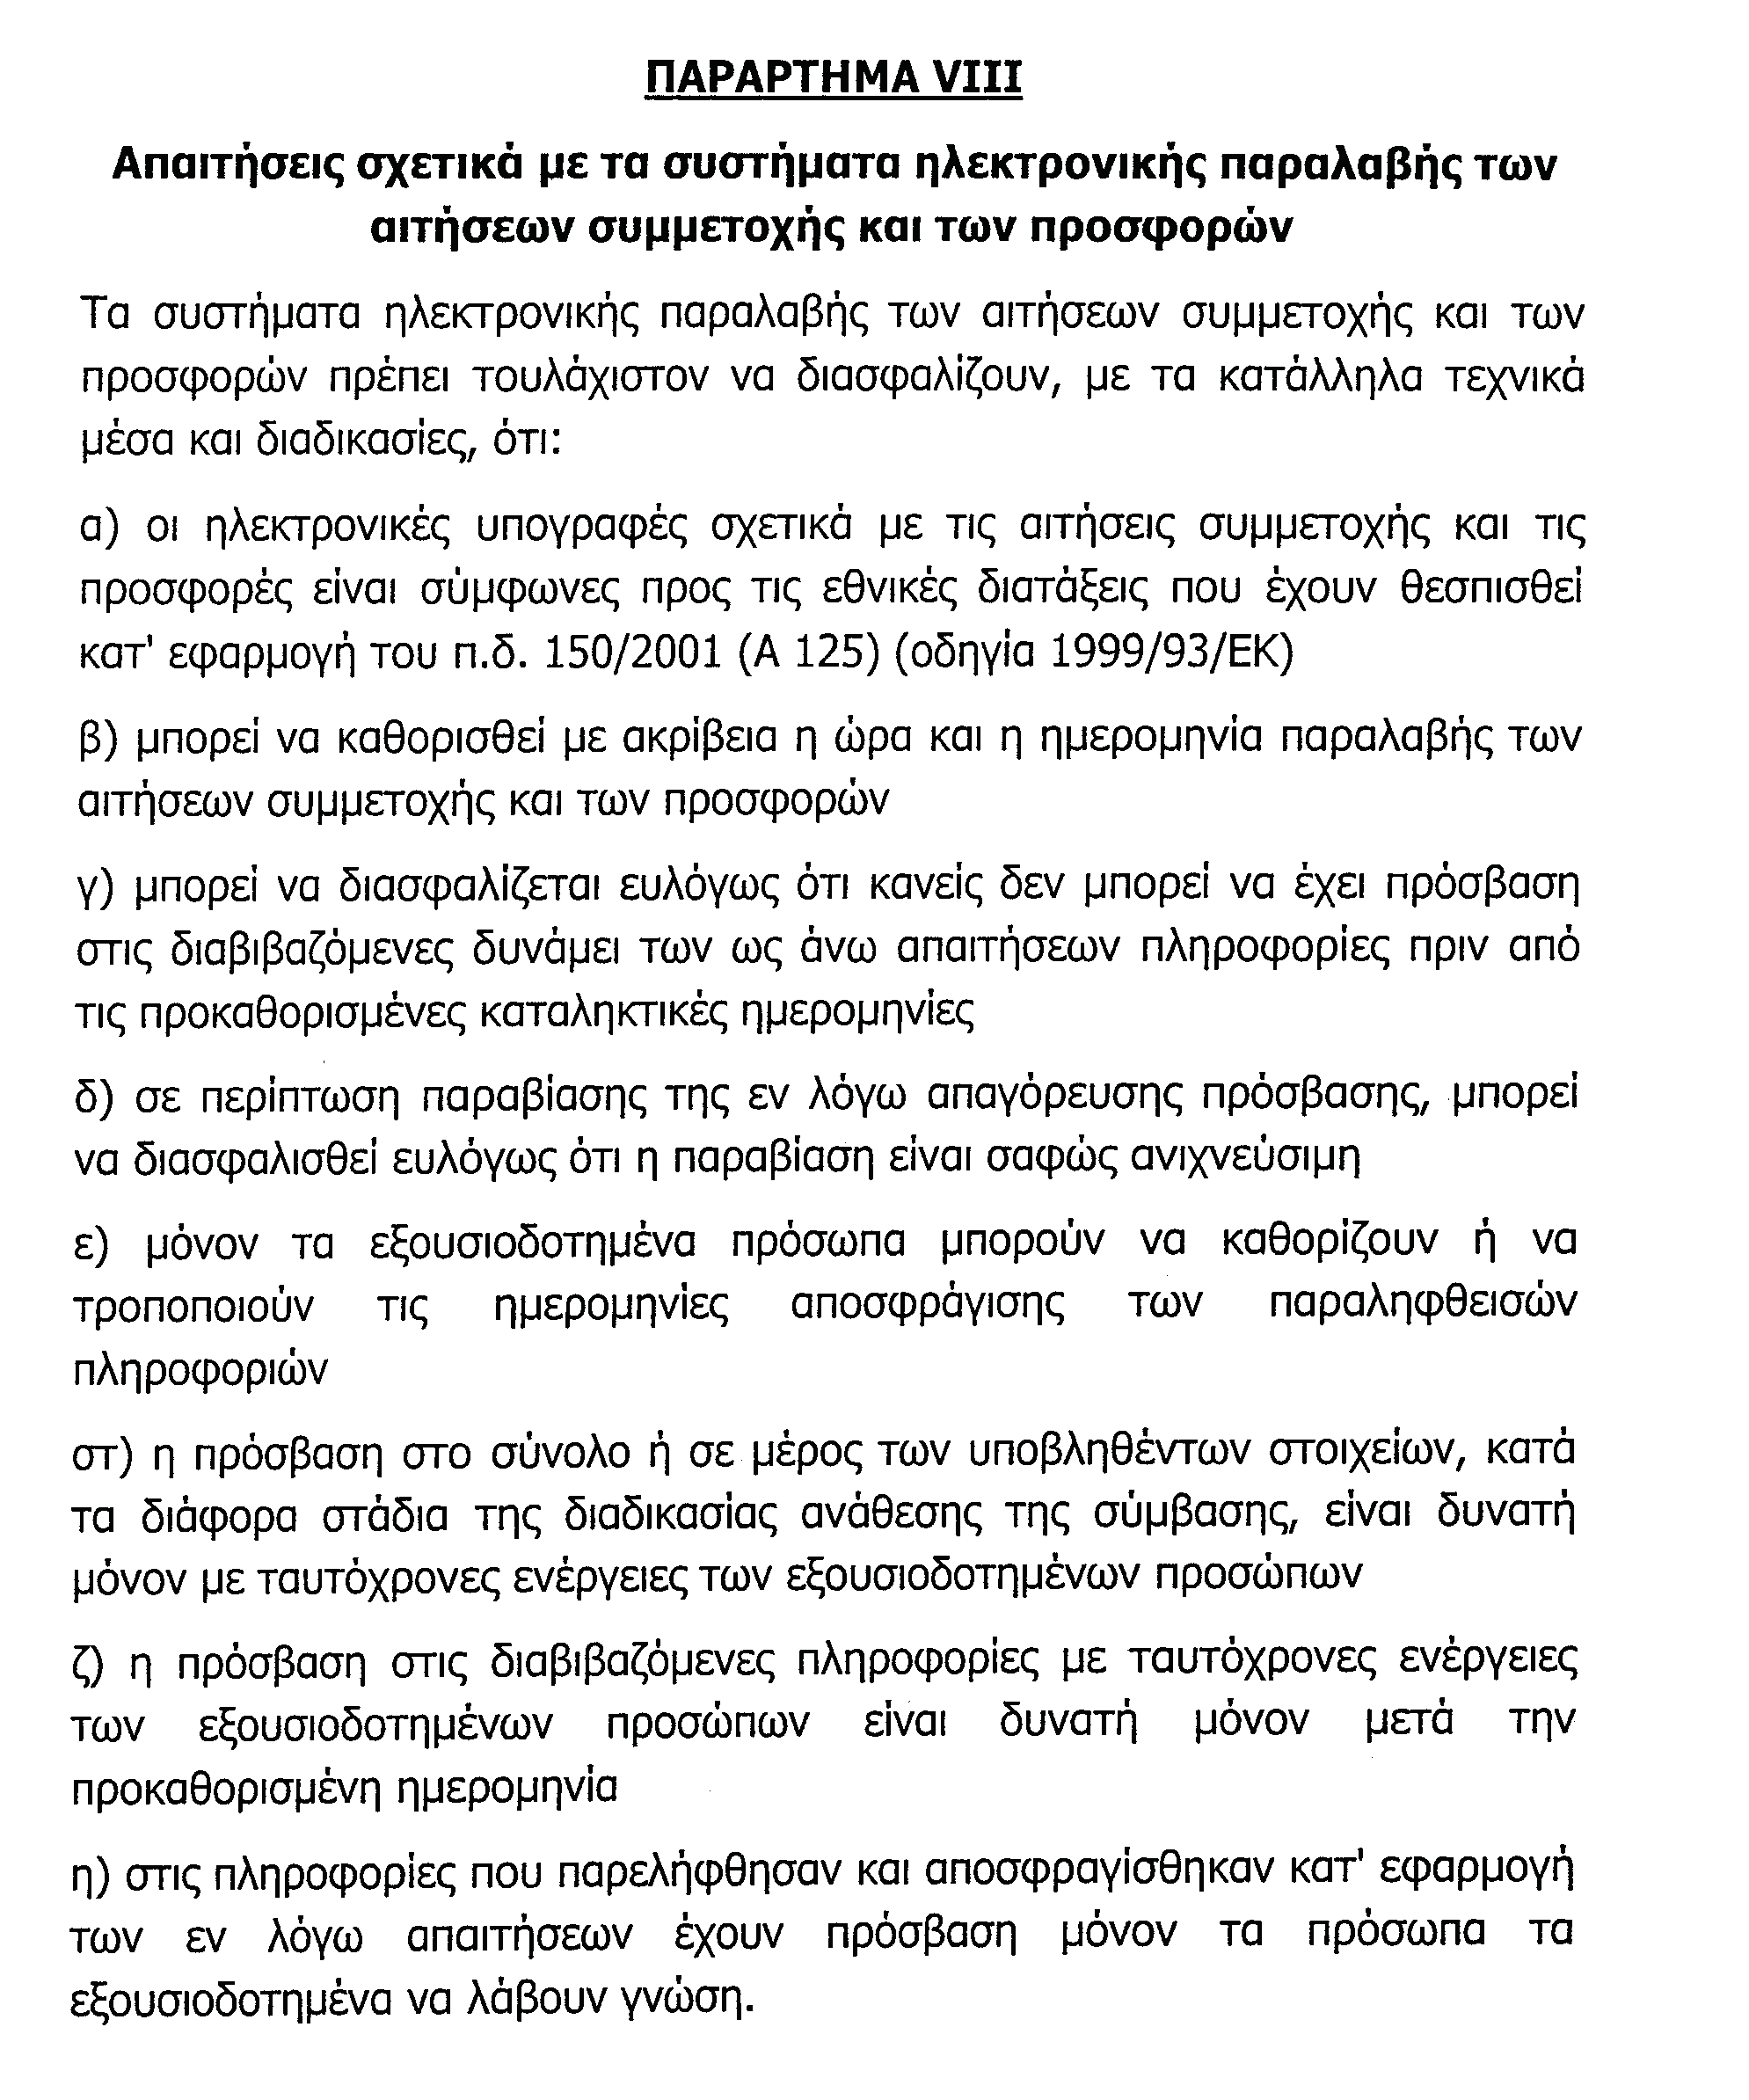 ΠΑΡΑΡΤΗΜΑ VIII
Απαιτήσεις σχετικά με τα συστήματα ηλεκτρονικής παραλαβής των
αιτήσεων συμμετοχής και των προσφορών
Τα συστήματα ηλεκτρονικής παραλαβής των αιτήσεων συμμετοχής και των
προσφορών πρέπει τουλάχιστον να διασφαλίζουν, με τα κατάλληλα τεχνικά
μέσα και διαδικασίες, ότι:
α) οι ηλεκτρονικές υπογραφές σχετικά με τις αιτήσεις συμμετοχής και τις
προσφορές είναι σύμφωνες προς τις εθνικές διατάξεις που έχουν θεσπισθεί
κατ' εφαρμογή του π.δ. 150/2001 (Α 125) (οδηγία 1999/93/ΕΚ)
β) μπορεί να καθορισθεί με ακρίβεια η ώρα και η ημερομηνία παραλαβής των
αιτήσεων συμμετοχής και των προσφορών
γ) μπορεί να διασφαλίζεται ευλόγως ότι κανείς δεν μπορεί να έχει πρόσβαση
στις διαβιβαζόμενες δυνάμει των ως άνω απαιτήσεων πληροφορίες πριν από
τις προκαθορισμένες καταληκτικές ημερομηνίες
δ) σε περίπτωση παραβίασης της εν λόγω απαγόρευσης πρόσβασης, μπορεί
να διασφαλισθεί ευλόγως ότι η παραβίαση είναι σαφώς ανιχνεύσιμη
ε) μόνον τα εξουσιοδοτημένα πρόσωπα μπορούν να καθορίζουν ή να
τροποποιούν τις ημερομηνίες αποσφράγισης των παραληφθεισών
πληροφοριών
στ) η πρόσβαση στο σύνολο ή σε μέρος των υποβληθέντων στοιχείων, κατά
τα διάφορα στάδια της διαδικασίας ανάθεσης της σύμβασης, είναι δυνατή
μόνον με ταυτόχρονες ενέργειες των εξουσιοδοτημένων προσώπων
ζ) η πρόσβαση στις διαβιβαζόμενες πληροφορίες με ταυτόχρονες ενέργειες
των εξουσιοδοτημένων προσώπων είναι δυνατή μόνον μετά την
προκαθορισμένη ημερομηνία
η) στις πληροφορίες που παρελήφθησαν και αποσφραγίσθηκαν κατ' εφαρμογή
των εν λόγω απαιτήσεων έχουν πρόσβαση μόνον τα πρόσωπα τα
εξουσιοδοτημένα να λάβουν γνώση.